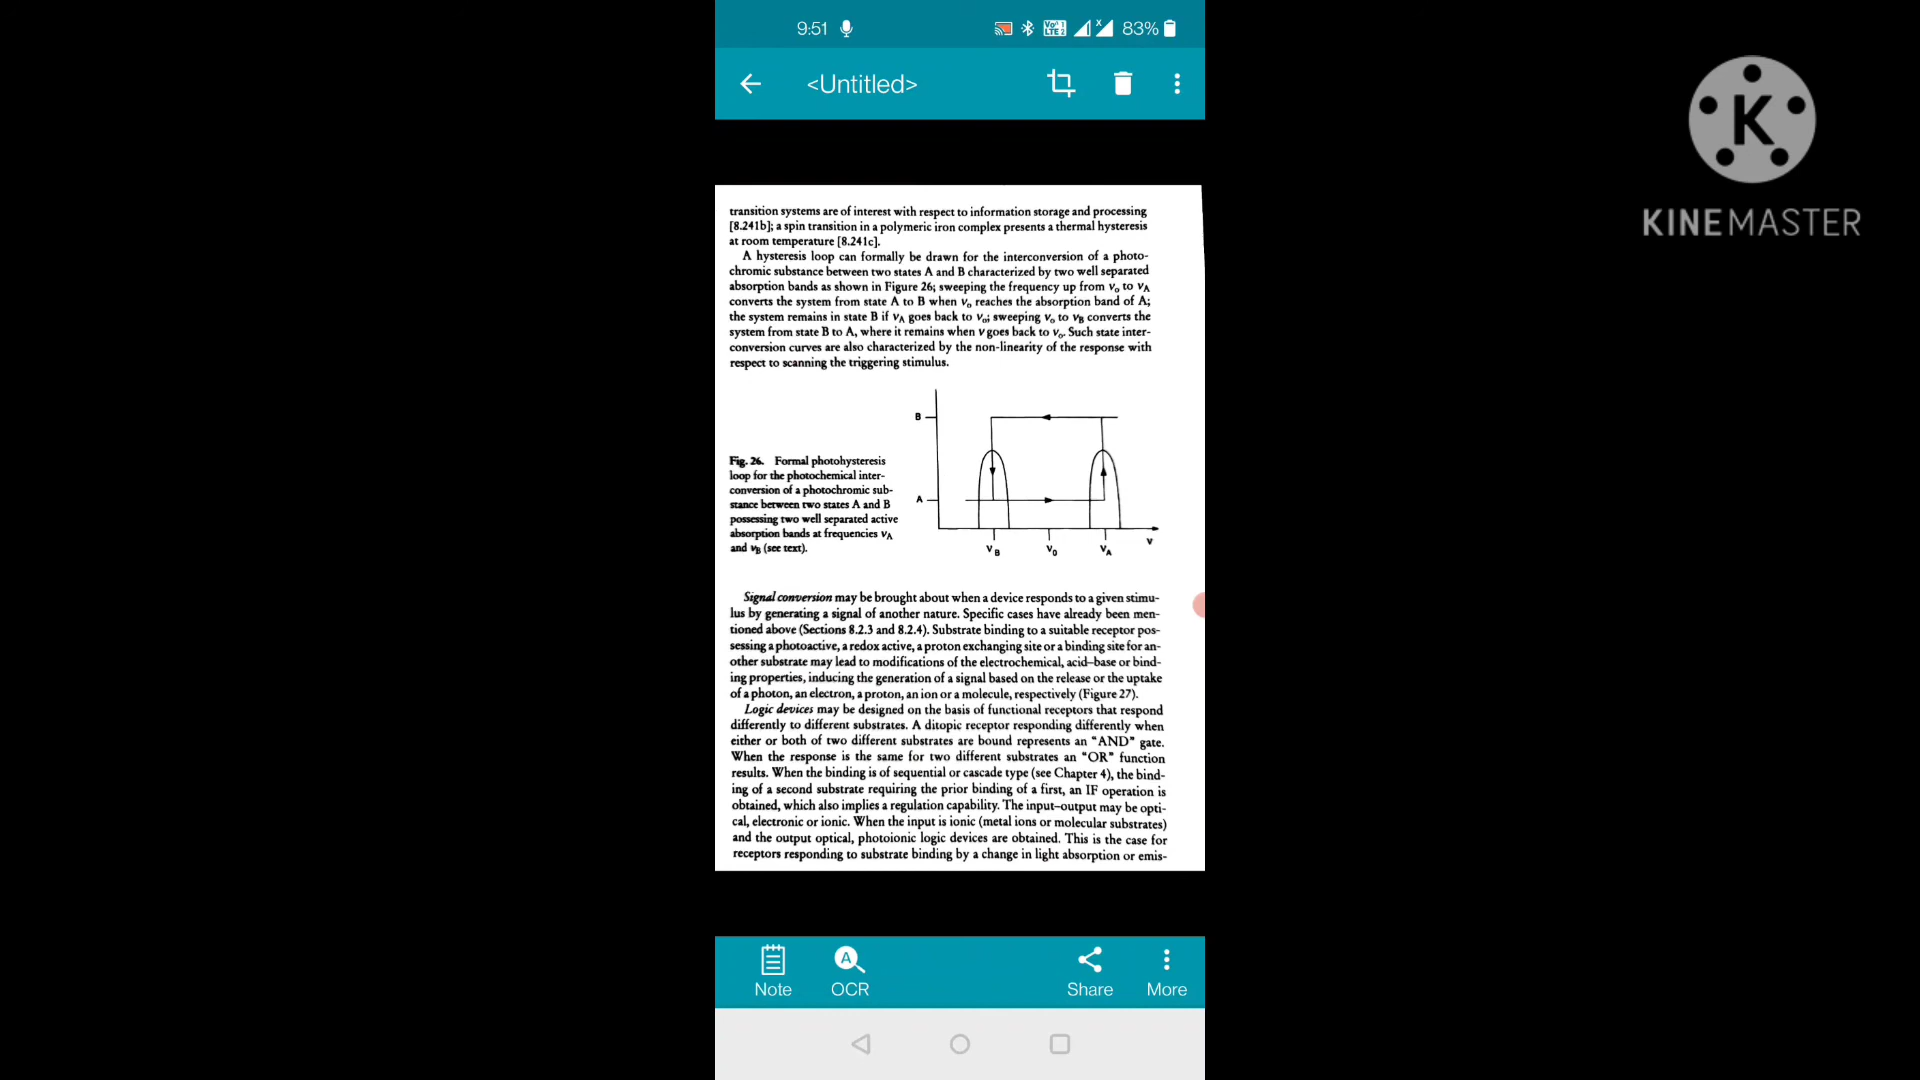 9:51
Vo 1
LTE 2
x
83%
<Untitled>
K
KINEMASTER
transition systems are of interest with respect to information storage and processing
[8.241b]; a spin transition in a polymeric iron complex presents a thermal hysteresis
at room temperature [8.241c].
A hysteresis loop can formally be drawn for the interconversion of a photo-
chromic substance between two states A and B characterized by two well separated
absorption bands as shown in Figure 26; sweeping the frequency up from ν₀ to νA
converts the system from state A to B when ν₀ reaches the absorption band of A;
the system remains in state B if νA goes back to ν₀; sweeping ν₀ to νB converts the
system from state B to A, where it remains when ν goes back to ν₀. Such state inter-
conversion curves are also characterized by the non-linearity of the response with
respect to scanning the triggering stimulus.
B
A
νB
ν₀
νA
ν
Fig. 26. Formal photohysteresis
loop for the photochemical inter-
conversion of a photochromic sub-
stance between two states A and B
possessing two well separated active
absorption bands at frequencies νA
and νB (see text).
Signal conversion may be brought about when a device responds to a given stimu-
lus by generating a signal of another nature. Specific cases have already been men-
tioned above (Sections 8.2.3 and 8.2.4). Substrate binding to a suitable receptor pos-
sessing a photoactive, a redox active, a proton exchanging site or a binding site for an-
other substrate may lead to modifications of the electrochemical, acid–base or bind-
ing properties, inducing the generation of a signal based on the release or the uptake
of a photon, an electron, a proton, an ion or a molecule, respectively (Figure 27).
Logic devices may be designed on the basis of functional receptors that respond
differently to different substrates. A ditopic receptor responding differently when
either or both of two different substrates are bound represents an "AND" gate.
When the response is the same for two different substrates an "OR" function
results. When the binding is of sequential or cascade type (see Chapter 4), the bind-
ing of a second substrate requiring the prior binding of a first, an IF operation is
obtained, which also implies a regulation capability. The input–output may be opti-
cal, electronic or ionic. When the input is ionic (metal ions or molecular substrates)
and the output optical, photoionic logic devices are obtained. This is the case for
receptors responding to substrate binding by a change in light absorption or emis-
A
Note
OCR
Share
More